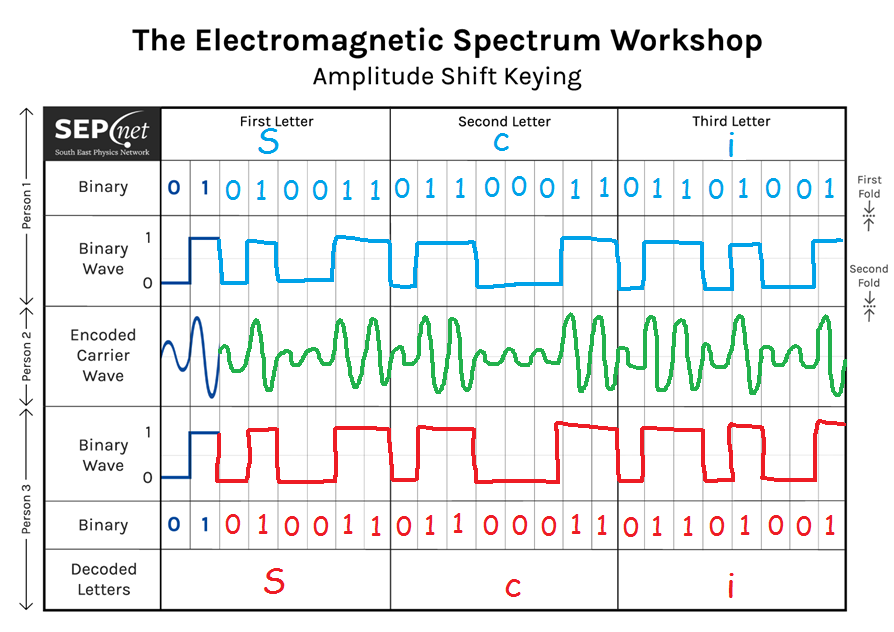 The Electromagnetic Spectrum Workshop
Amplitude Shift Keying
SEPnet
South East Physics Network
First Letter Second Letter Third Letter
S c i
Person 1
Binary 0 1 0 1 0 0 1 1 0 1 1 0 0 0 1 1 0 1 1 0 1 0 0 1
First
Fold
Binary
Wave
1
0
Second
Fold
Person 2
Encoded
Carrier
Wave
Person 3
Binary
Wave
1
0
Binary 0 1 0 1 0 0 1 1 0 1 1 0 0 0 1 1 0 1 1 0 1 0 0 1
Decoded
Letters
S c i